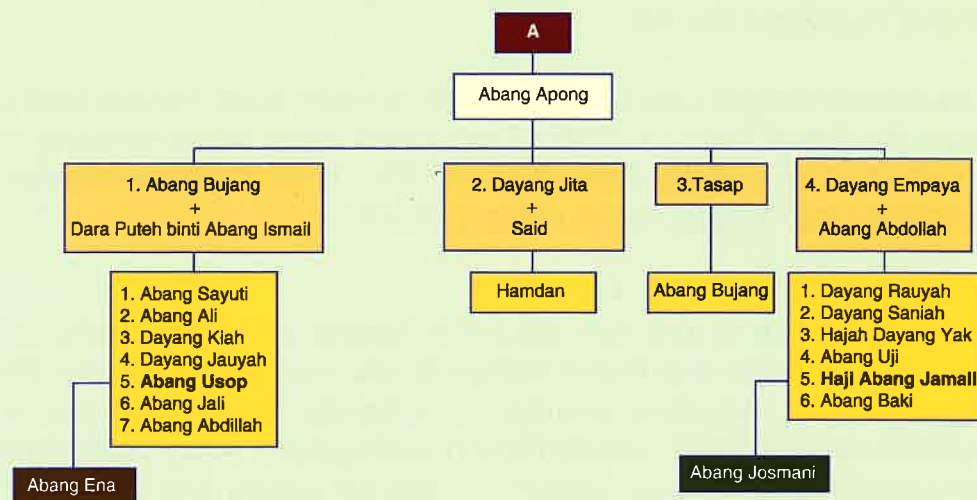 A
Abang Apong
1. Abang Bujang
+
Dara Puteh binti Abang Ismail
2. Dayang Jita
+
Said
3.Tasap
4. Dayang Empaya
+
Abang Abdollah
1. Abang Sayuti
2. Abang Ali
3. Dayang Kiah
4. Dayang Jauyah
5. Abang Usop
6. Abang Jali
7. Abang Abdillah
Hamdan
Abang Bujang
1. Dayang Rauyah
2. Dayang Saniah
3. Hajah Dayang Yak
4. Abang Uji
5. Haji Abang Jamali
6. Abang Baki
Abang Ena
Abang Josmani